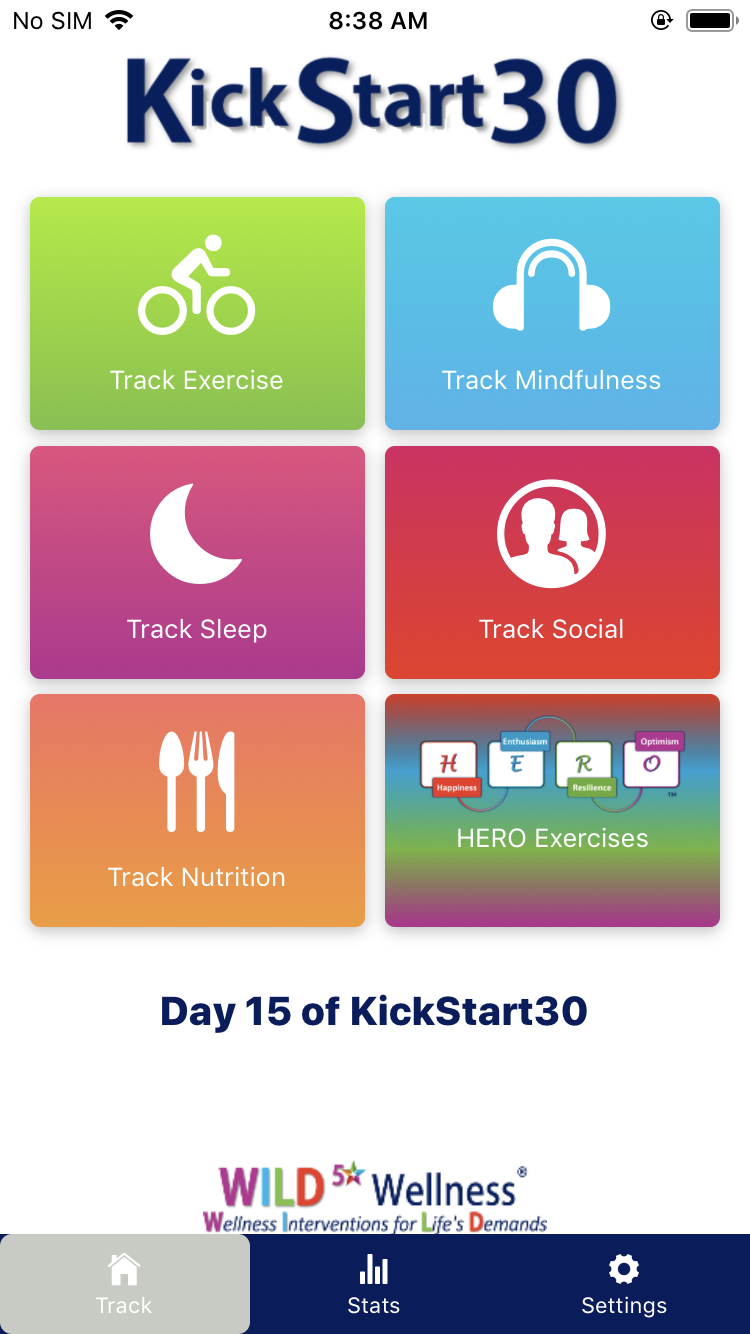 No SIM 8:38 AM
KickStart30
Track Exercise
Track Mindfulness
Track Sleep
Track Social
Track Nutrition
Enthusiasm
Optimism
H E R O
Happiness
Resilience
TM
HERO Exercises
Day 15 of KickStart30
WILD 5 Wellness®
Wellness Interventions for Life's Demands
Track Stats Settings